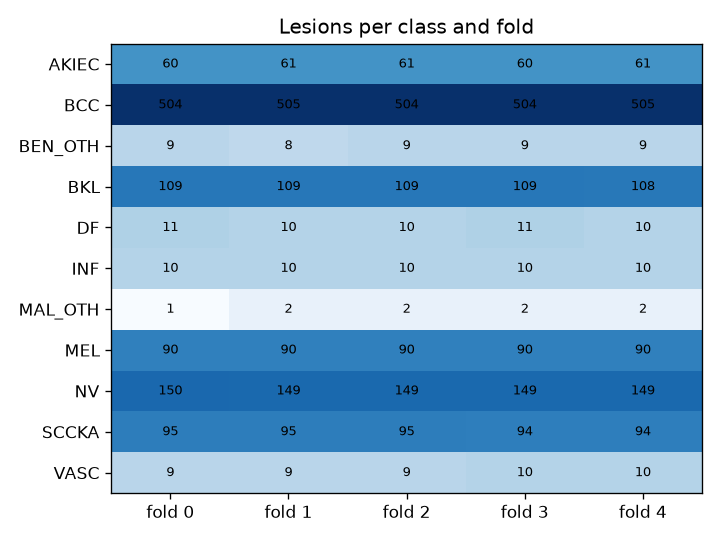 Lesions per class and fold
AKIEC 60 61 61 60 61
BCC 504 505 504 504 505
BEN_OTH 9 8 9 9 9
BKL 109 109 109 109 108
DF 11 10 10 11 10
INF 10 10 10 10 10
MAL_OTH 1 2 2 2 2
MEL 90 90 90 90 90
NV 150 149 149 149 149
SCCKA 95 95 95 94 94
VASC 9 9 9 10 10
fold 0 fold 1 fold 2 fold 3 fold 4